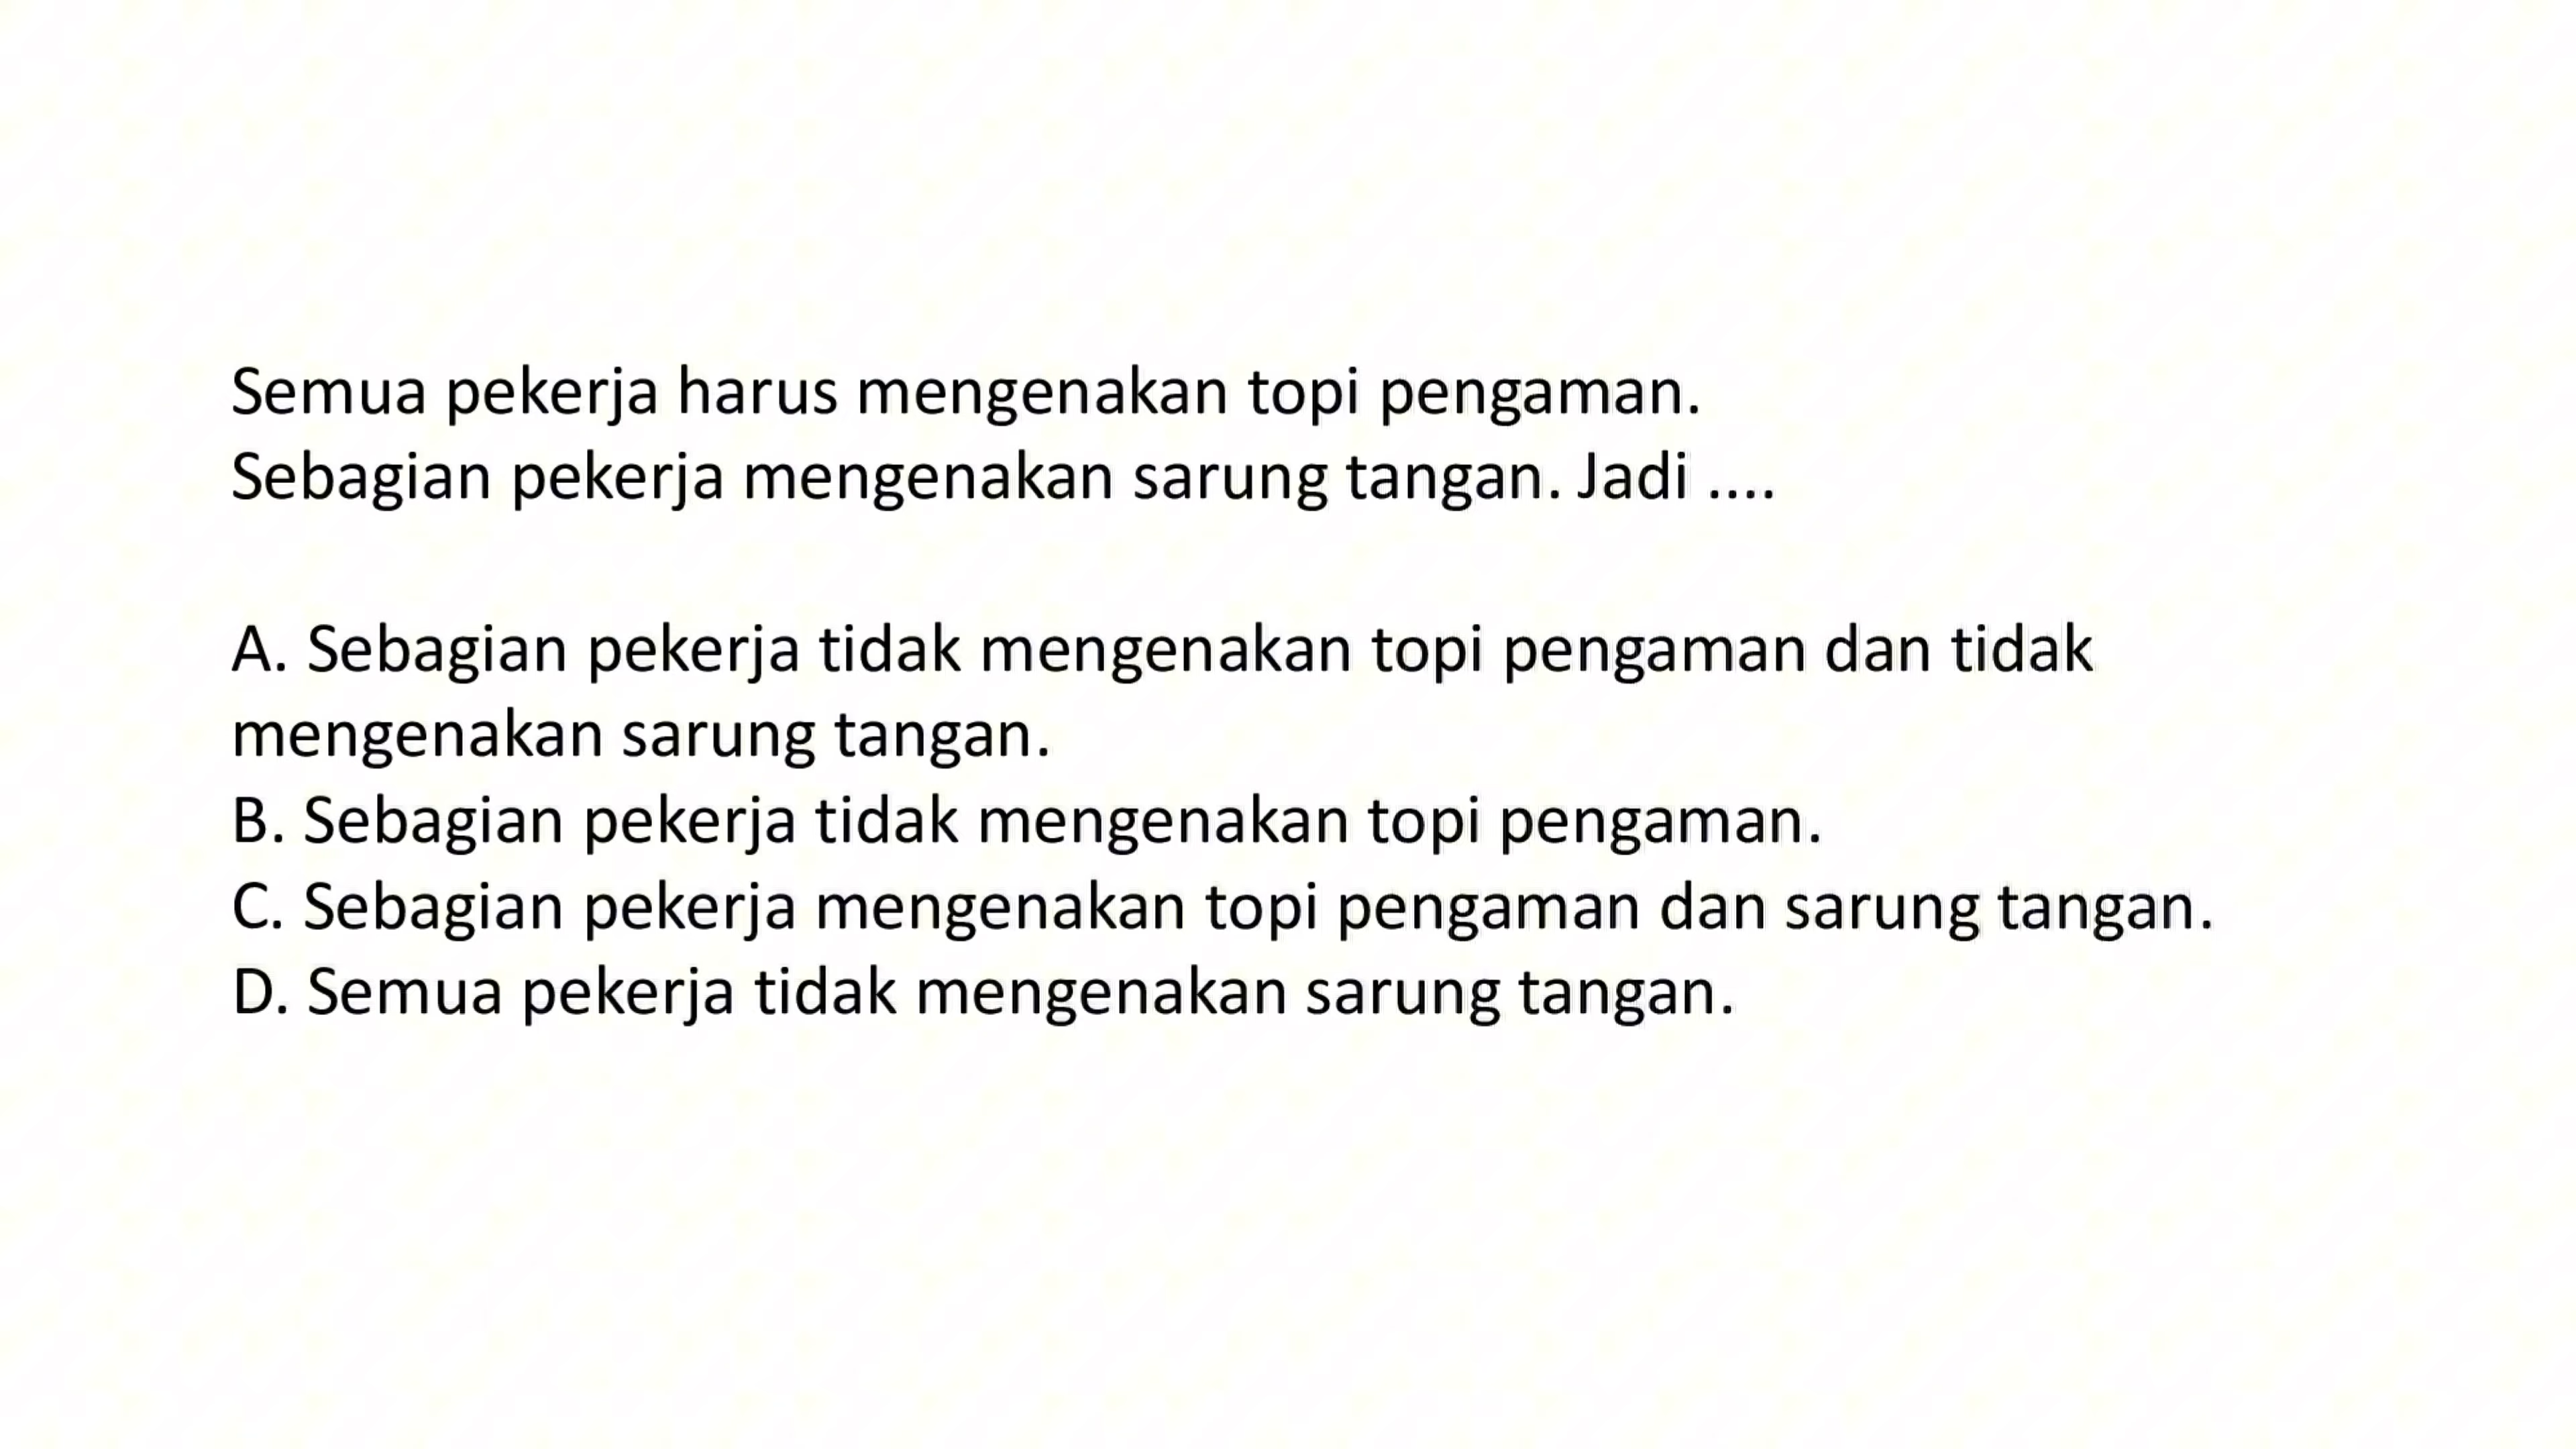 Semua pekerja harus mengenakan topi pengaman.
Sebagian pekerja mengenakan sarung tangan. Jadi ....
A. Sebagian pekerja tidak mengenakan topi pengaman dan tidak
mengenakan sarung tangan.
B. Sebagian pekerja tidak mengenakan topi pengaman.
C. Sebagian pekerja mengenakan topi pengaman dan sarung tangan.
D. Semua pekerja tidak mengenakan sarung tangan.